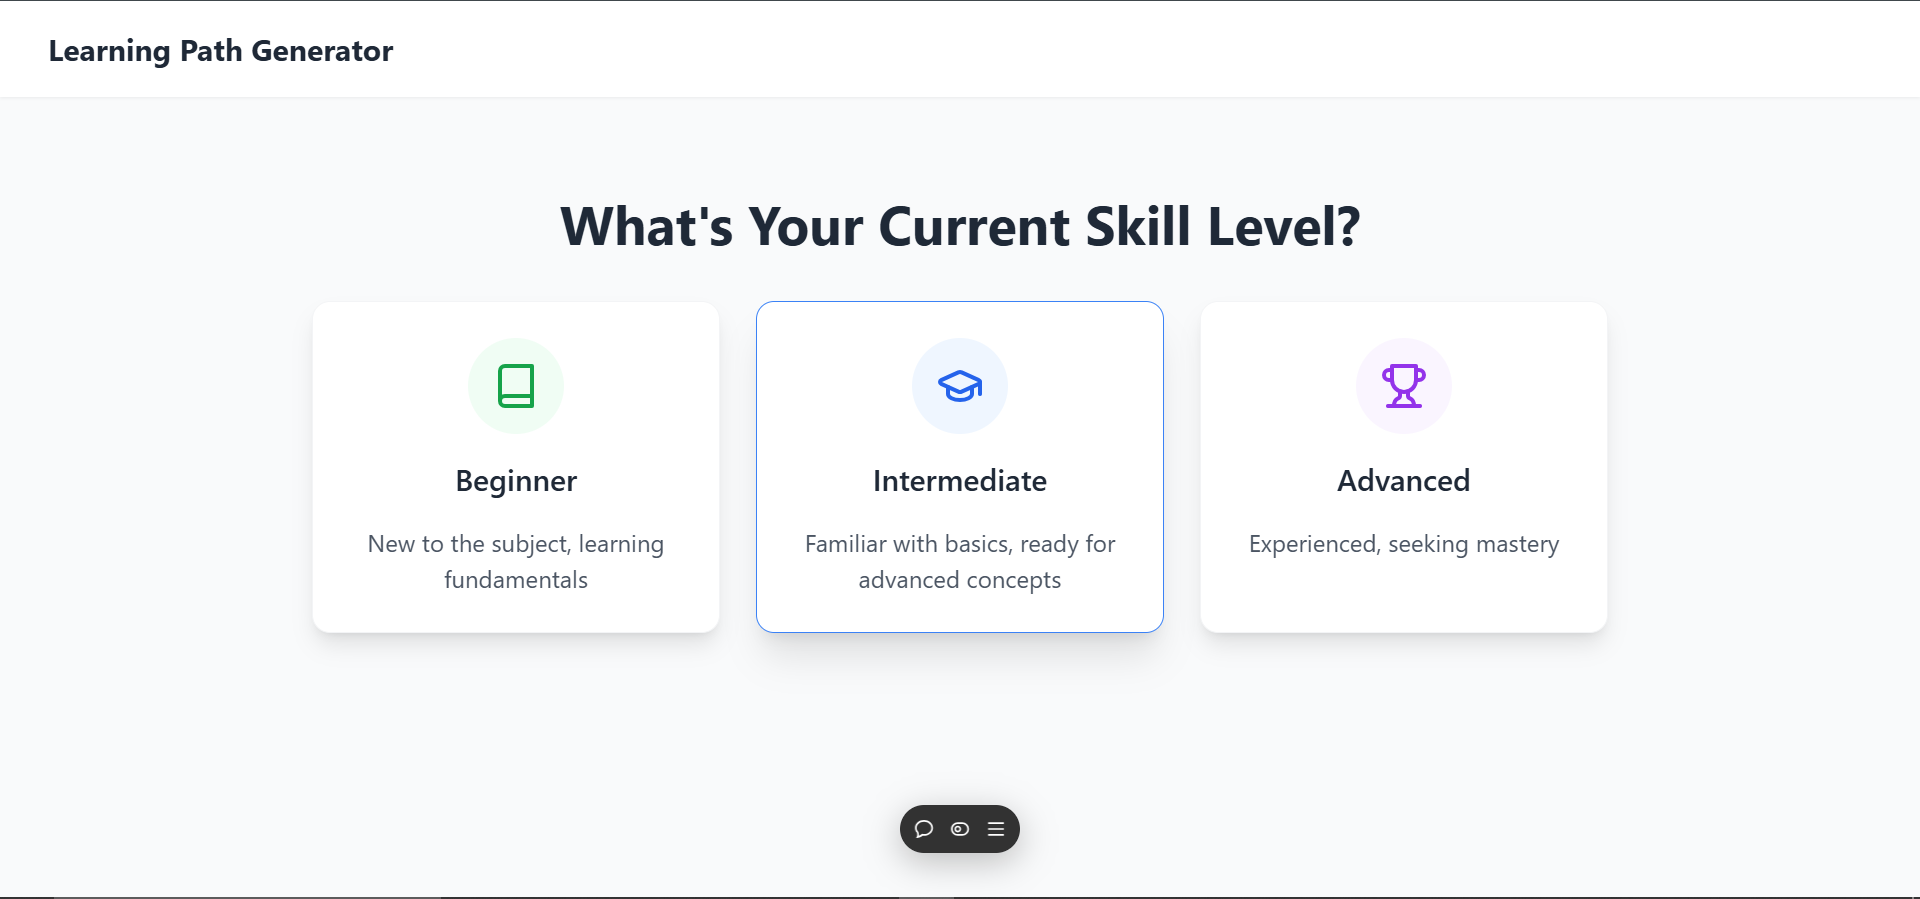 Learning Path Generator
What's Your Current Skill Level?
Beginner
New to the subject, learning
fundamentals
Intermediate
Familiar with basics, ready for
advanced concepts
Advanced
Experienced, seeking mastery